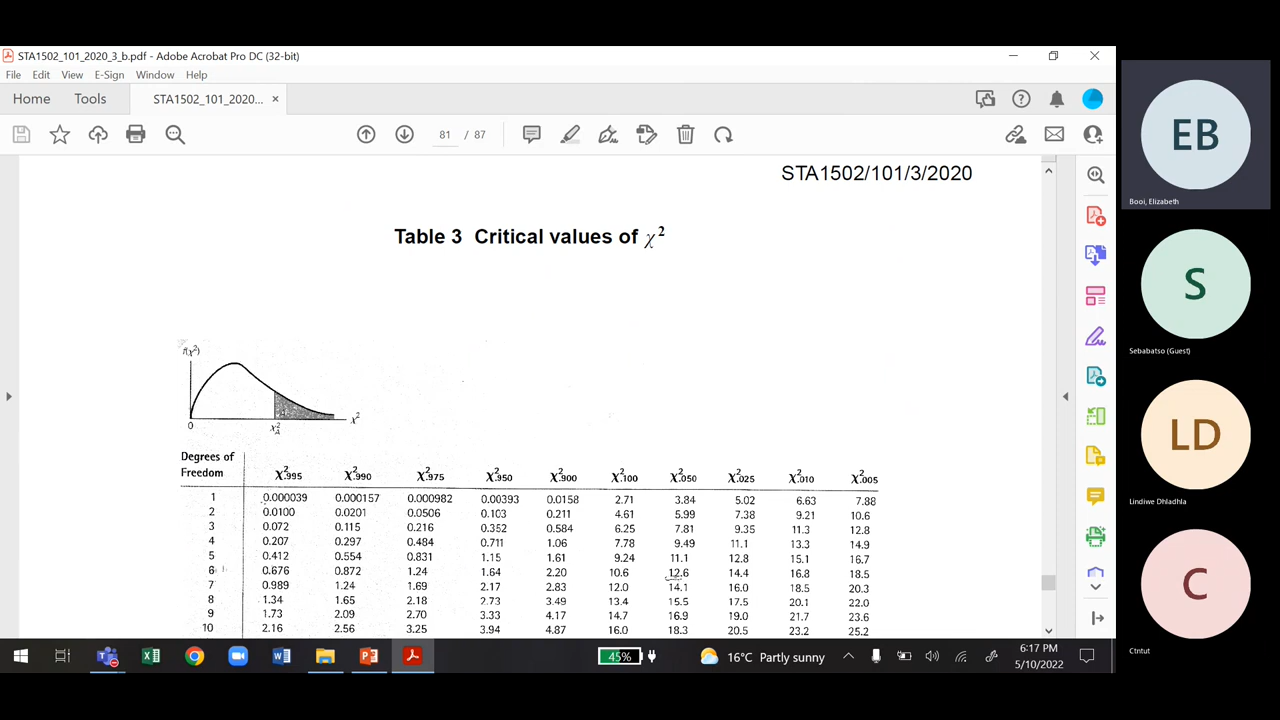 STA1502_101_2020_3_b.pdf - Adobe Acrobat Pro DC (32-bit)
File Edit View E-Sign Window Help
Home Tools STA1502_101_2020... ×
81 / 87
STA1502/101/3/2020
Table 3 Critical values of χ²
f(χ²)
0 χ²A χ²
Degrees of Freedom χ².995 χ².990 χ².975 χ².950 χ².900 χ².100 χ².050 χ².025 χ².010 χ².005
1 0.000039 0.000157 0.000982 0.00393 0.0158 2.71 3.84 5.02 6.63 7.88
2 0.0100 0.0201 0.0506 0.103 0.211 4.61 5.99 7.38 9.21 10.6
3 0.072 0.115 0.216 0.352 0.584 6.25 7.81 9.35 11.3 12.8
4 0.207 0.297 0.484 0.711 1.06 7.78 9.49 11.1 13.3 14.9
5 0.412 0.554 0.831 1.15 1.61 9.24 11.1 12.8 15.1 16.7
6 0.676 0.872 1.24 1.64 2.20 10.6 12.6 14.4 16.8 18.5
7 0.989 1.24 1.69 2.17 2.83 12.0 14.1 16.0 18.5 20.3
8 1.34 1.65 2.18 2.73 3.49 13.4 15.5 17.5 20.1 22.0
9 1.73 2.09 2.70 3.33 4.17 14.7 16.9 19.0 21.7 23.6
10 2.16 2.56 3.25 3.94 4.87 16.0 18.3 20.5 23.2 25.2
45% 16°C Partly sunny 6:17 PM
5/10/2022
EB
Booi, Elizabeth
S
Sebabatso (Guest)
LD
Lindiwe Dhladhla
C
Ctntut